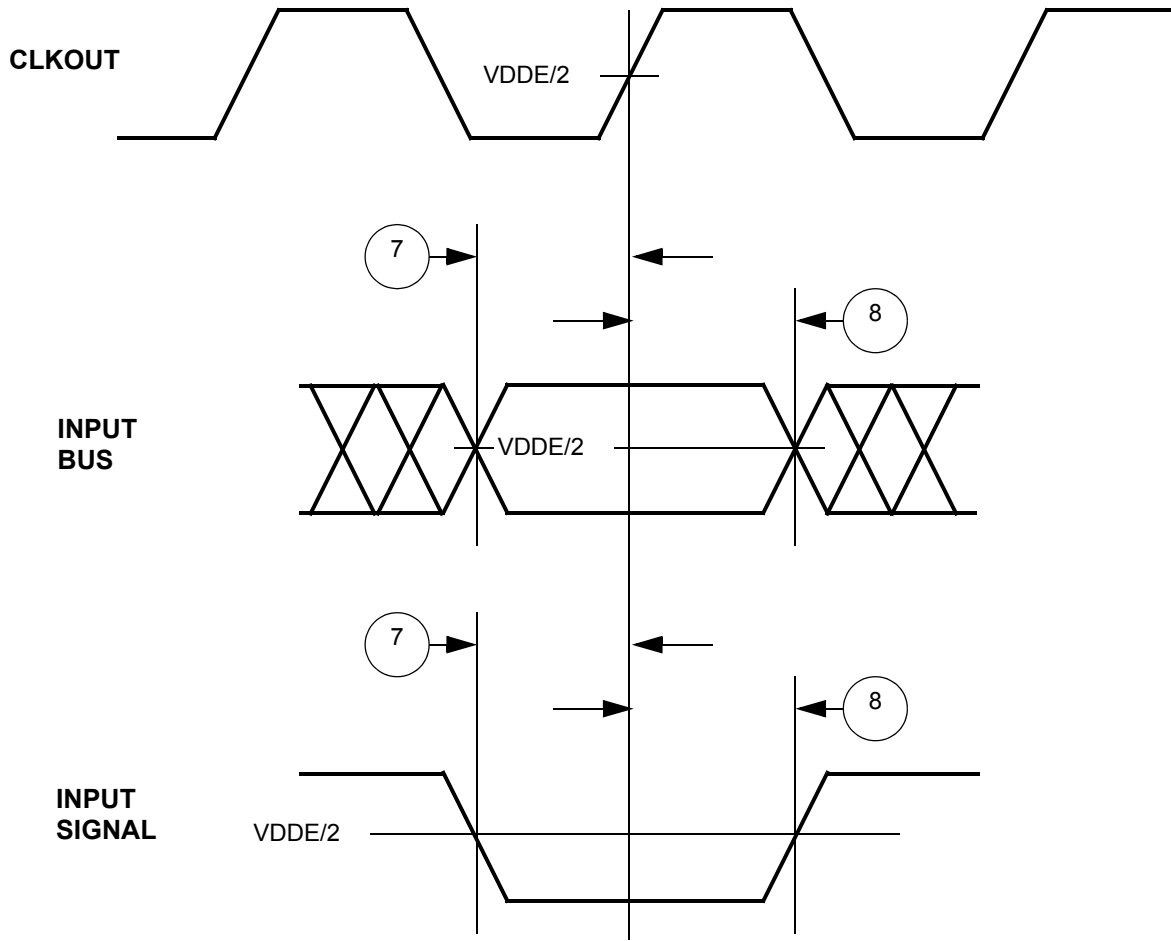 CLKOUT
VDDE/2
7
8
INPUT
BUS
VDDE/2
7
8
INPUT
SIGNAL
VDDE/2